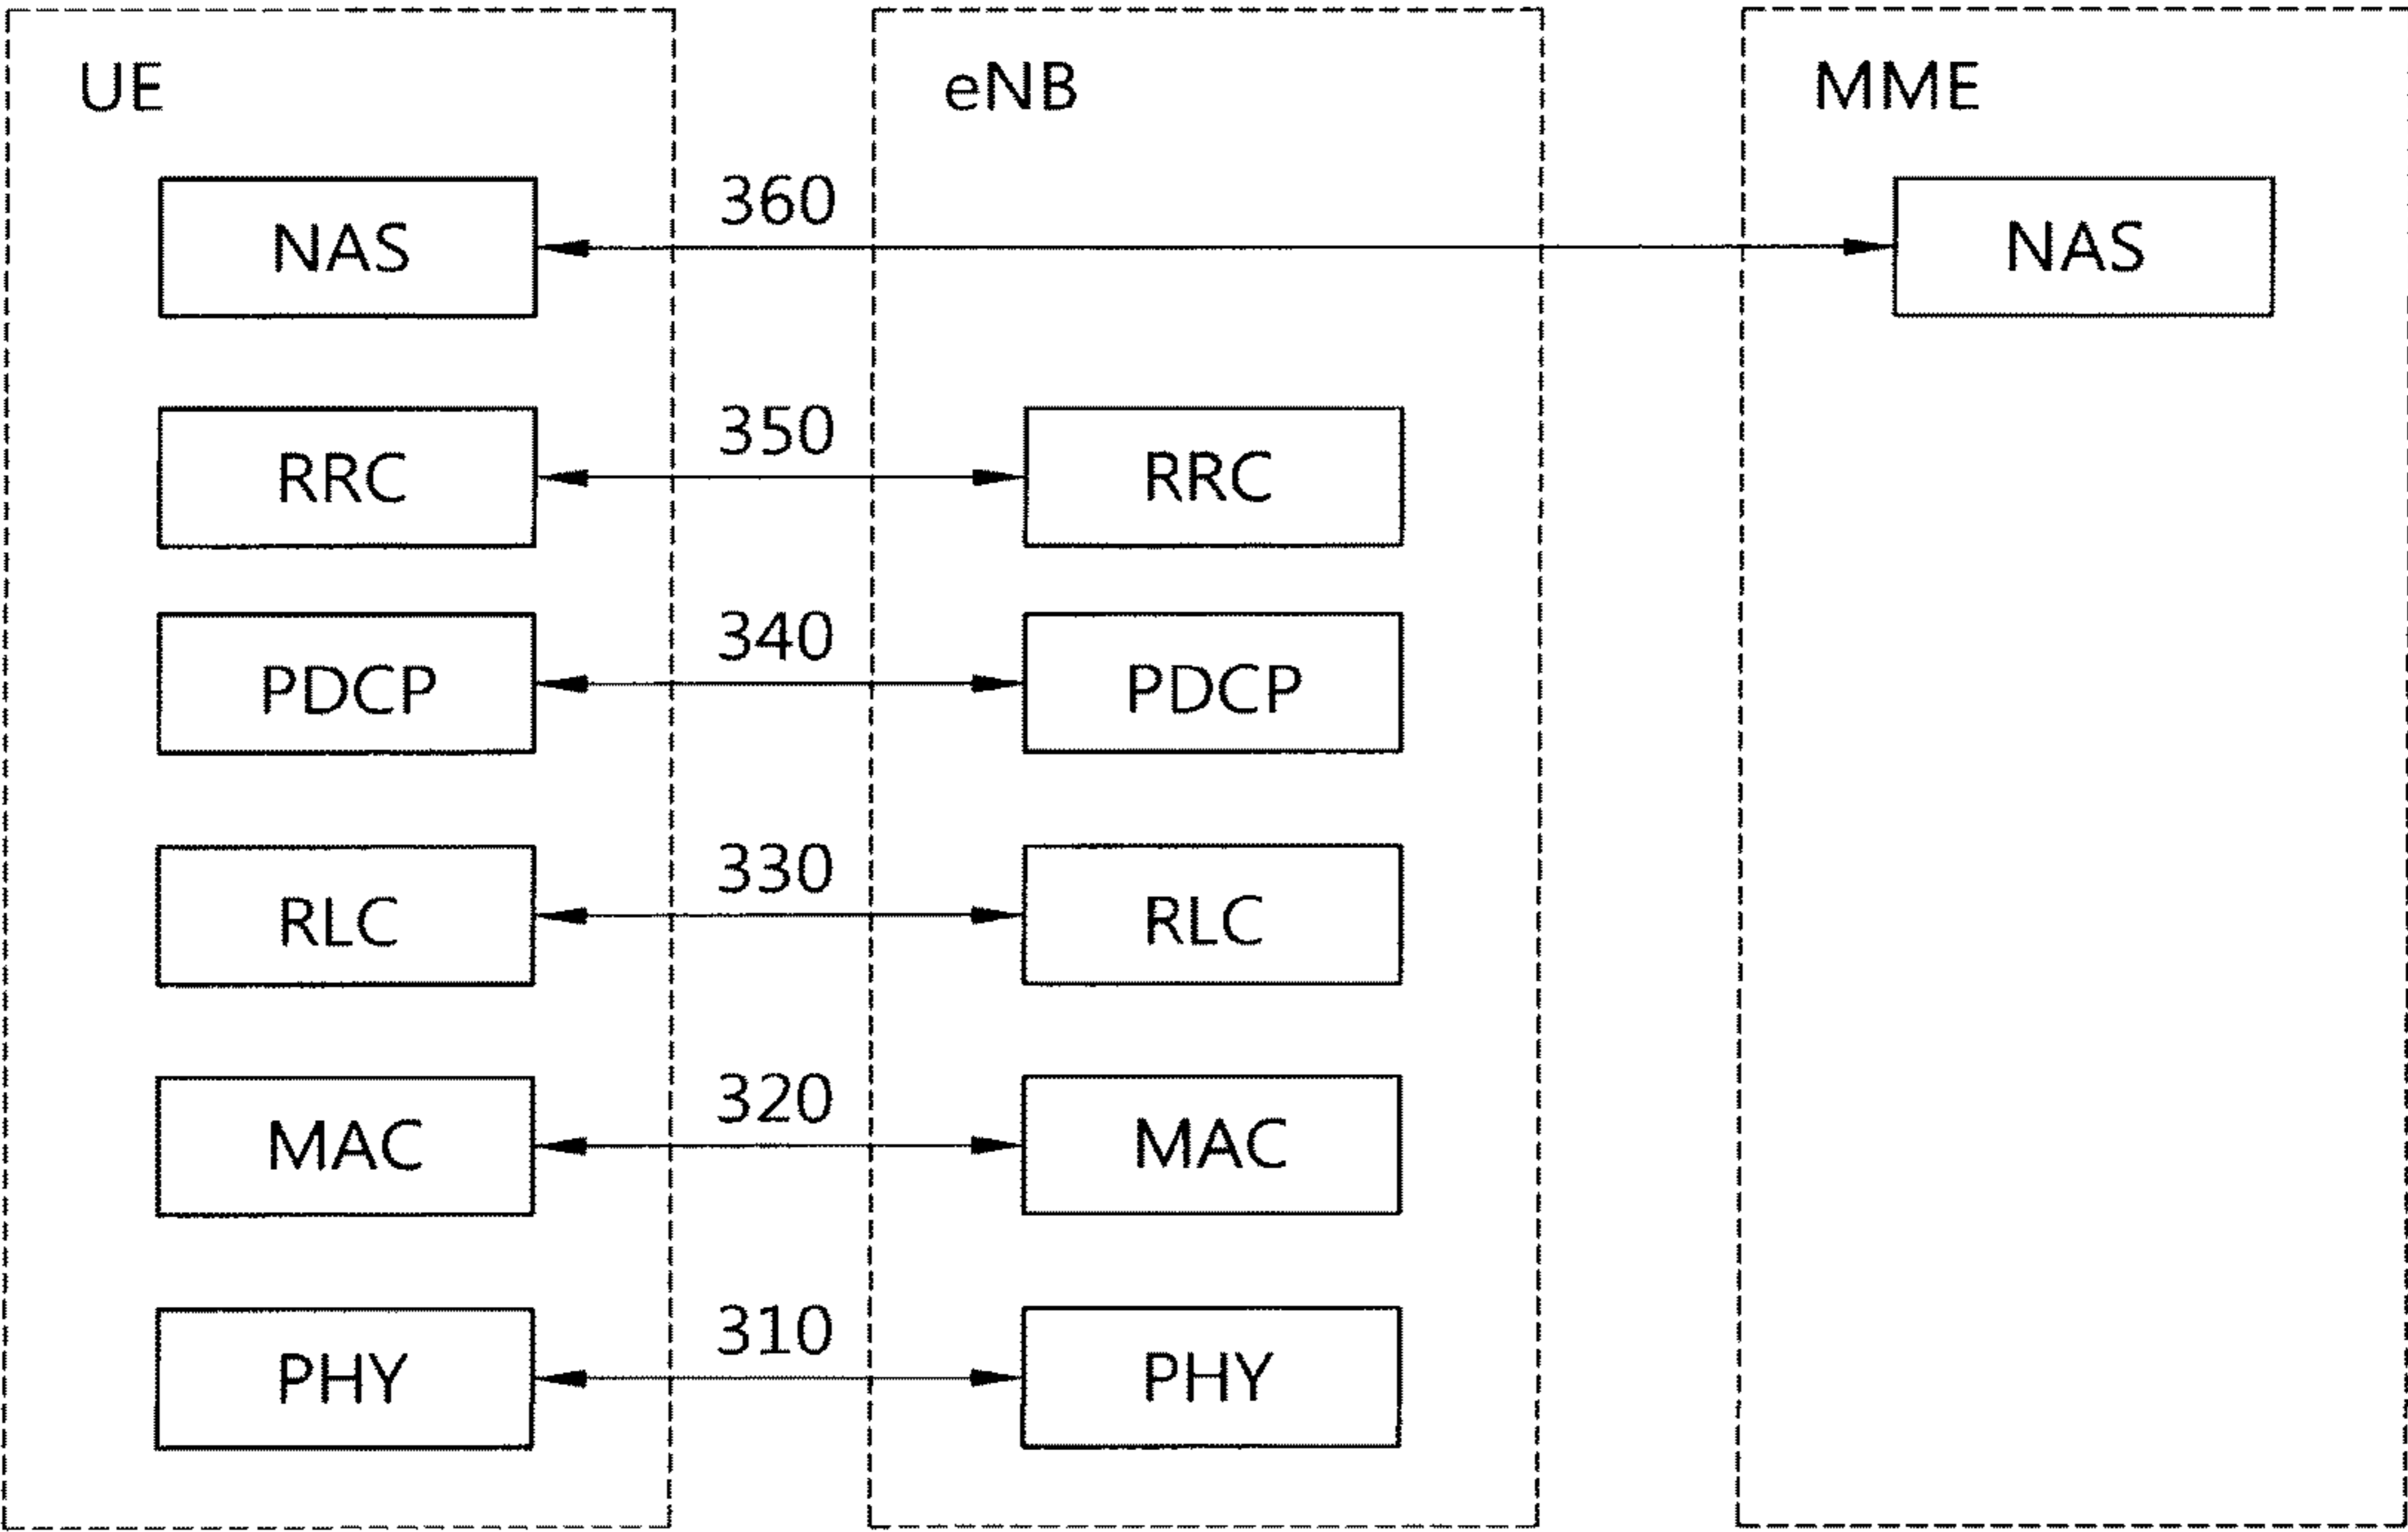 UE eNB MME
360
NAS NAS
350
RRC RRC
340
PDCP PDCP
330
RLC RLC
320
MAC MAC
310
PHY PHY